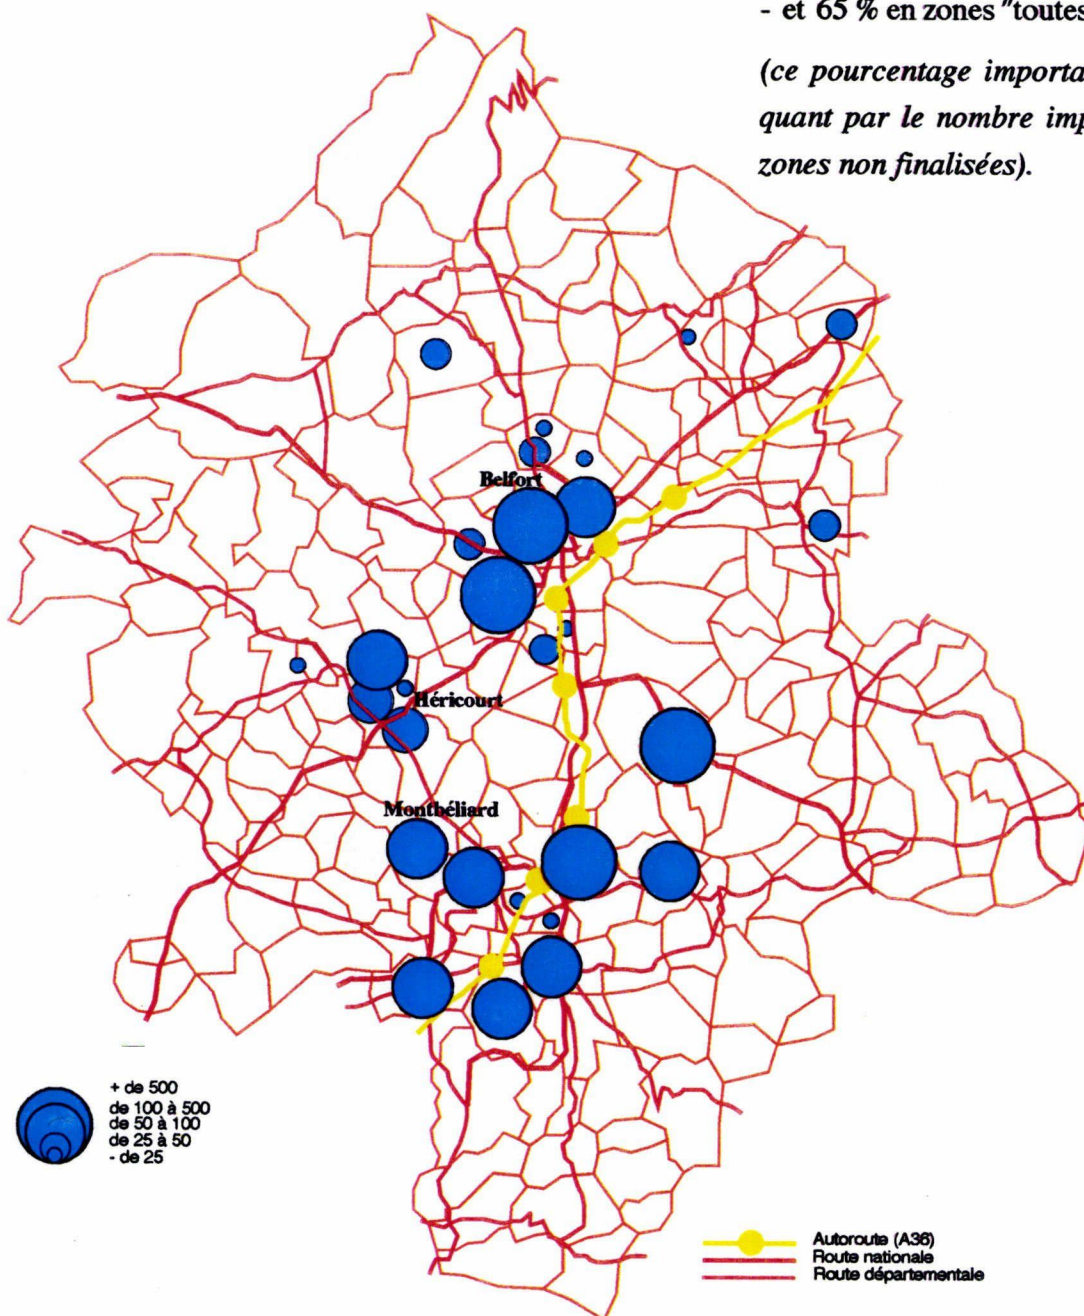 - et 65 % en zones "toutes
(ce pourcentage importa
quant par le nombre imp
zones non finalisées).
Belfort
Héricourt
Montbéliard
+ de 500
de 100 à 500
de 50 à 100
de 25 à 50
- de 25
Autoroute (A36)
Route nationale
Route départementale